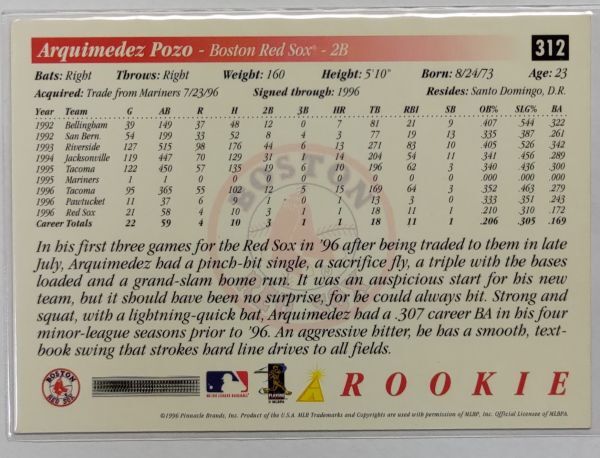 Arquimedez Pozo - Boston Red Sox® - 2B 312
Bats: Right Throws: Right Weight: 160 Height: 5'10" Born: 8/24/73 Age: 23
Acquired: Trade from Mariners 7/23/96 Signed through: 1996 Resides: Santo Domingo, D.R.
Year Team G AB R H 2B 3B HR TB RBI SB OB% SLG% BA
1992 Bellingham 39 149 37 48 12 0 7 81 21 9 .407 .544 .322
1992 San Bern. 54 199 33 52 8 4 3 77 19 13 .335 .387 .261
1993 Riverside 127 515 98 176 44 6 13 271 83 10 .405 .526 .342
1994 Jacksonville 119 447 70 129 31 1 14 204 54 11 .341 .456 .289
1995 Tacoma 122 450 57 135 19 6 10 196 62 3 .340 .436 .300
1995 Mariners 1 1 0 0 0 0 0 0 0 0 .000 .000 .000
1996 Tacoma 95 365 55 102 12 5 15 169 64 3 .352 .463 .279
1996 Pawtucket 11 37 6 9 1 0 1 13 3 0 .333 .351 .243
1996 Red Sox 21 58 4 10 3 1 1 18 11 1 .210 .310 .172
Career Totals 22 59 4 10 3 1 1 18 11 1 .206 .305 .169
BOSTON
In his first three games for the Red Sox in '96 after being traded to them in late
July, Arquimedez had a pinch-hit single, a sacrifice fly, a triple with the bases
loaded and a grand-slam home run. It was an auspicious start for his new
team, but it should have been no surprise, for he could always hit. Strong and
squat, with a lightning-quick bat, Arquimedez had a .307 career BA in his four
minor-league seasons prior to '96. An aggressive hitter, he has a smooth, text-
book swing that strokes hard line drives to all fields.
BOSTON
RED SOX
MAJOR LEAGUE BASEBALL
PLAYERS
ROOKIE
©1996 Pinnacle Brands, Inc. Product of the U.S.A. MLB Trademarks and Copyrights are used with permission of MLBP, Inc. Official Licensee of MLBPA.